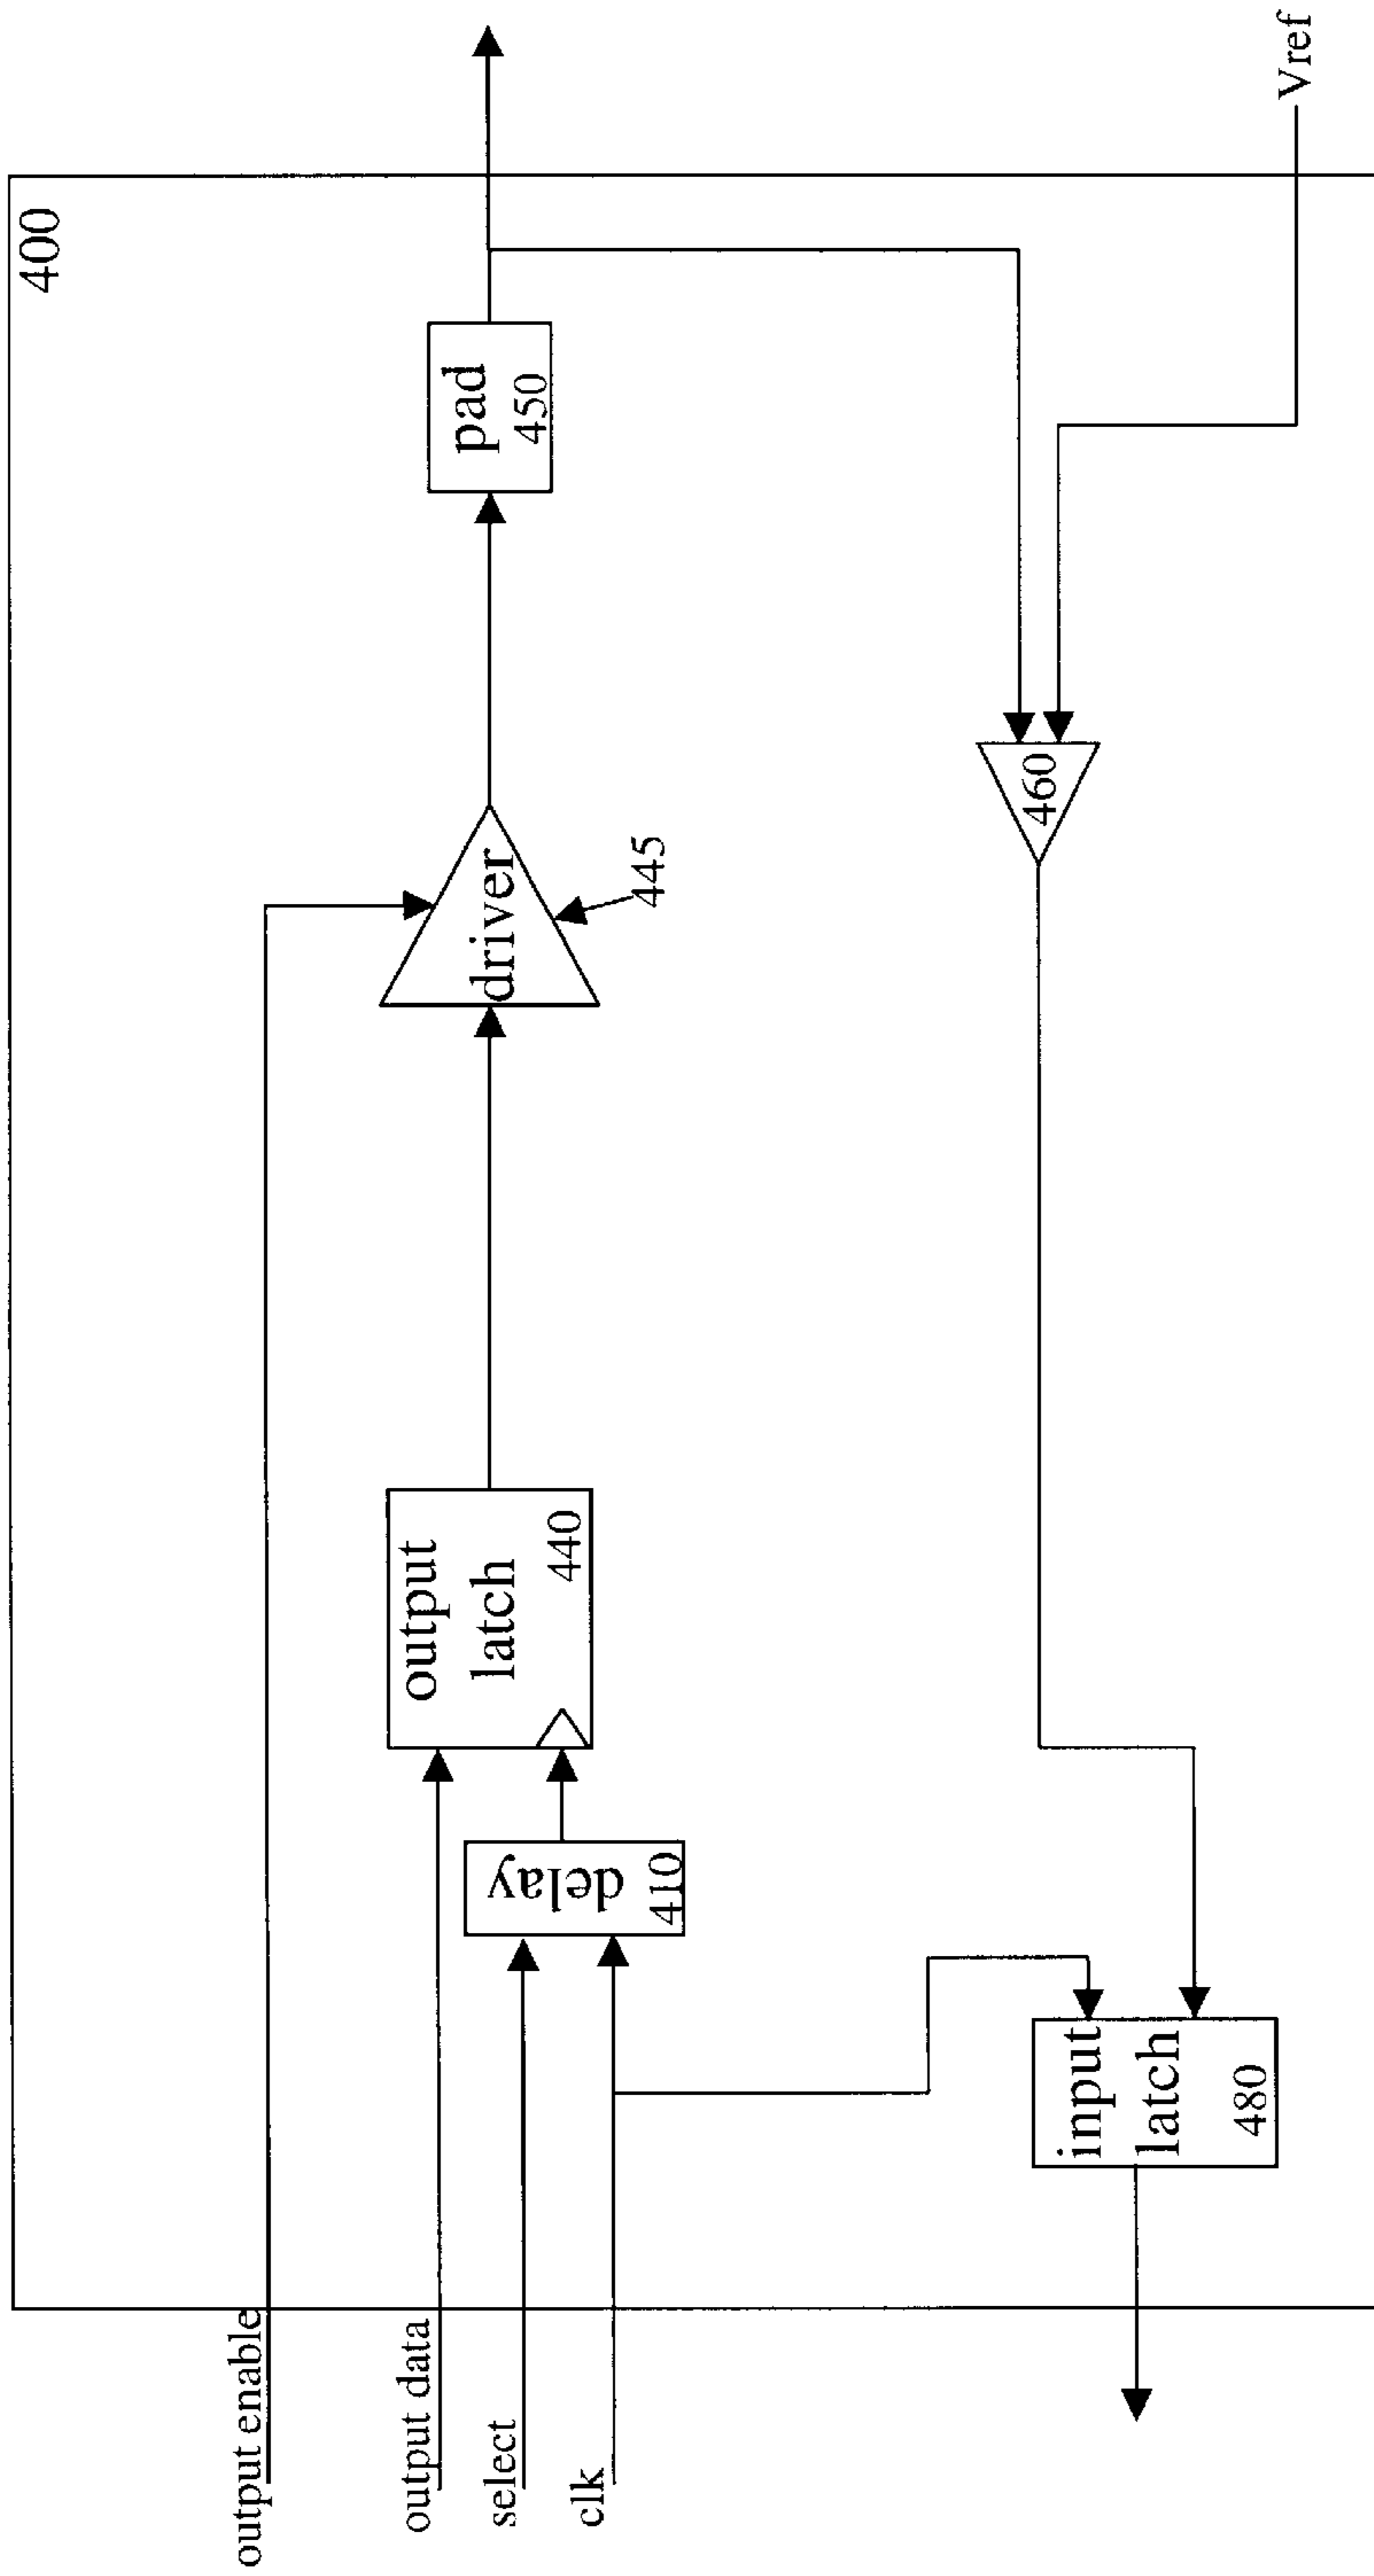 400
output enable
output data
select
clk
delay
410
output
latch
440
driver
445
pad
450
460
Vref
input
latch
480